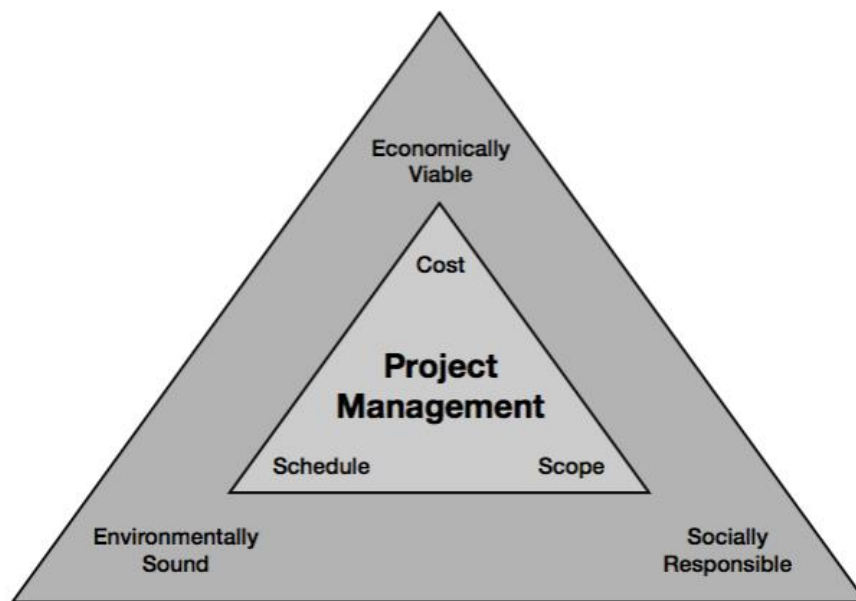 Economically
Viable
Cost
Project
Management
Schedule
Scope
Environmentally
Sound
Socially
Responsible